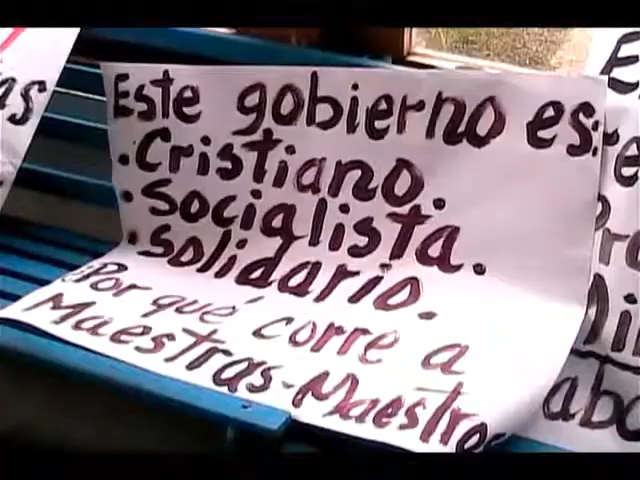 Este gobierno es:
• Cristiano.
• Socialista.
• Solidario.
¿Por qué corre a
Maestras-Maestros